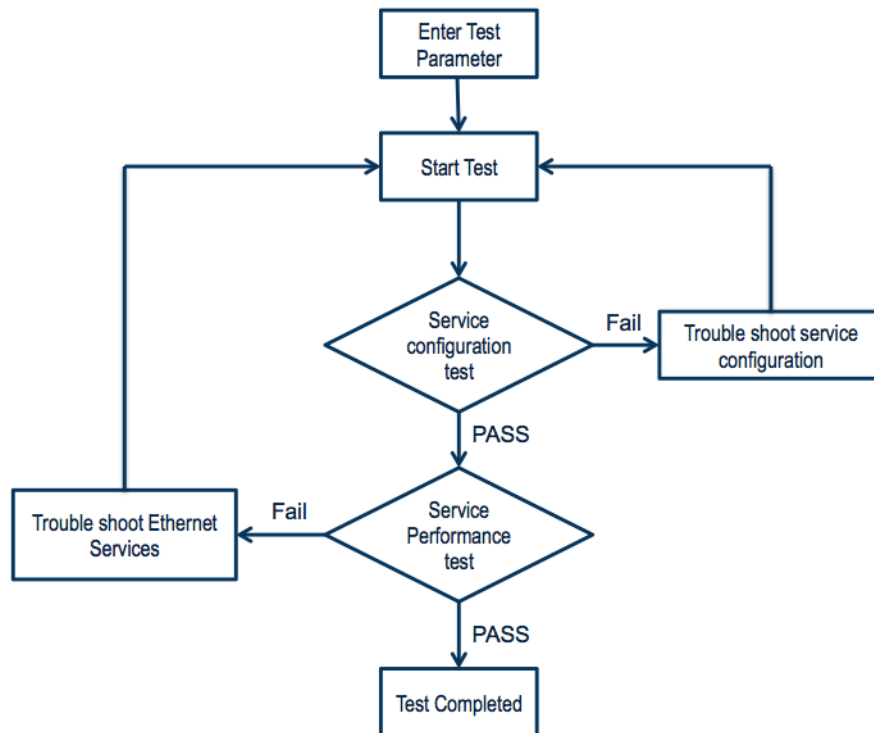 Enter Test
Parameter
Start Test
Service
configuration
test
Fail
Trouble shoot service
configuration
PASS
Service
Performance
test
Fail
Trouble shoot Ethernet
Services
PASS
Test Completed